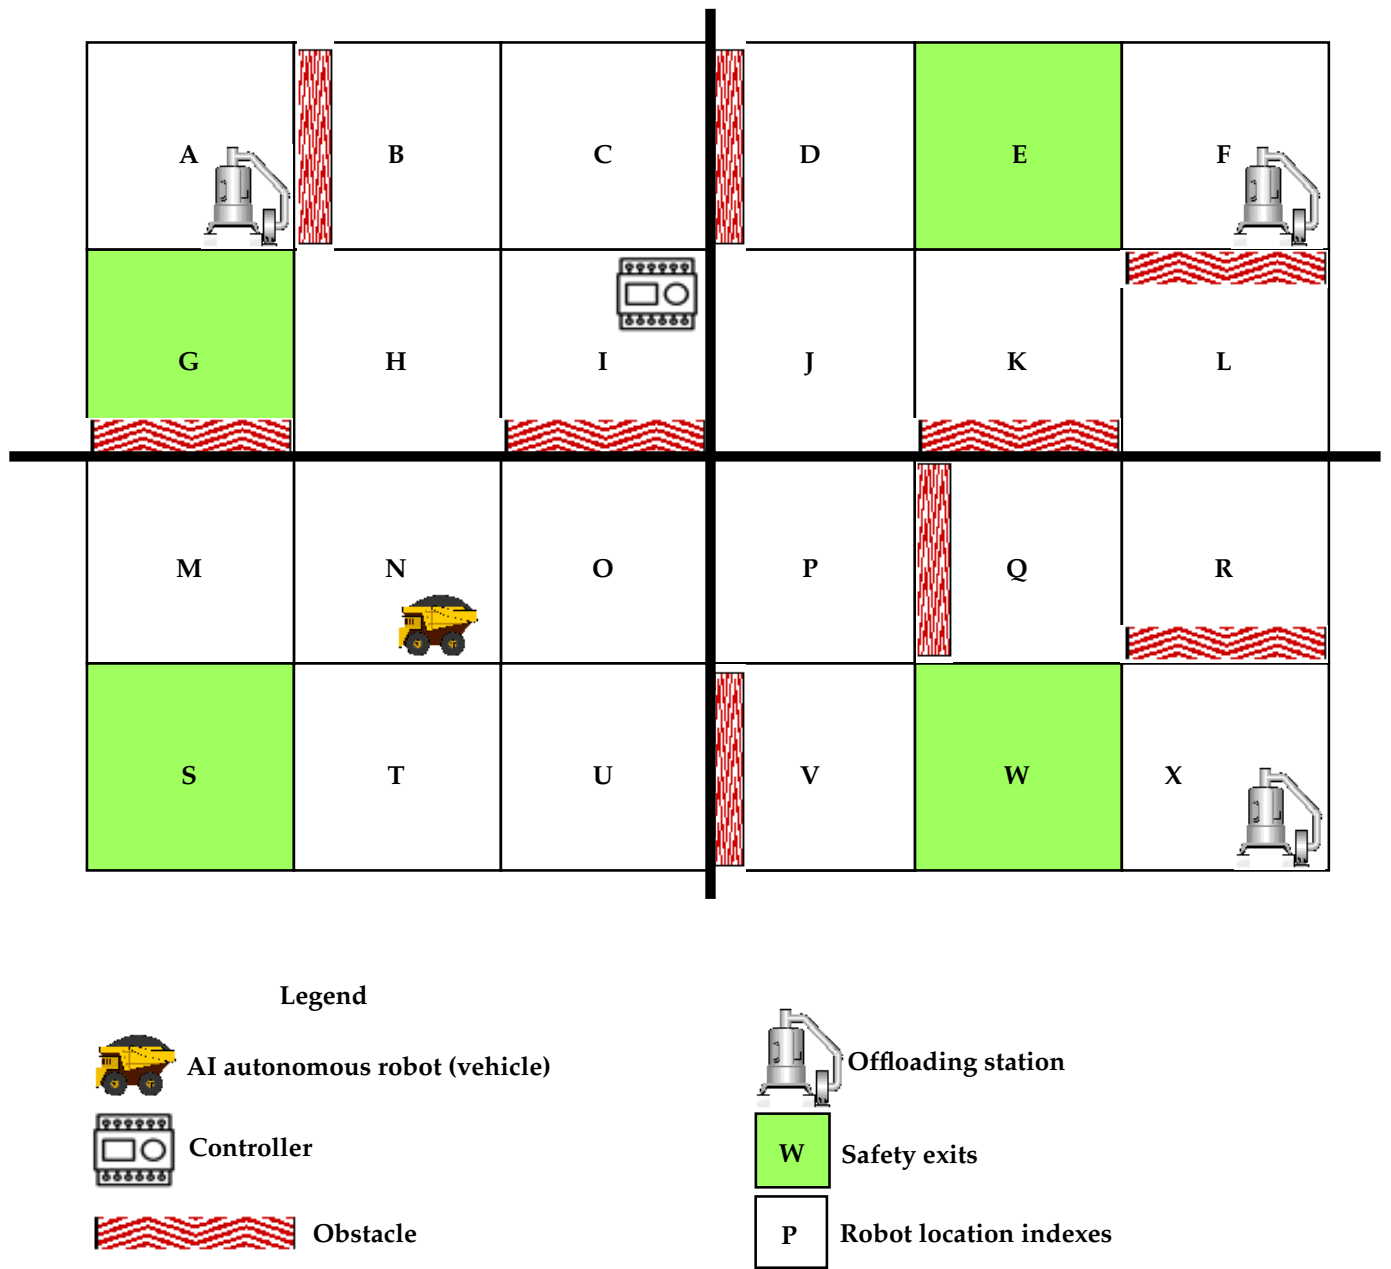 A B C D E F
G H I J K L
M N O P Q R
S T U V W X
Legend
AI autonomous robot (vehicle)
Offloading station
Controller
W Safety exits
Obstacle
P Robot location indexes